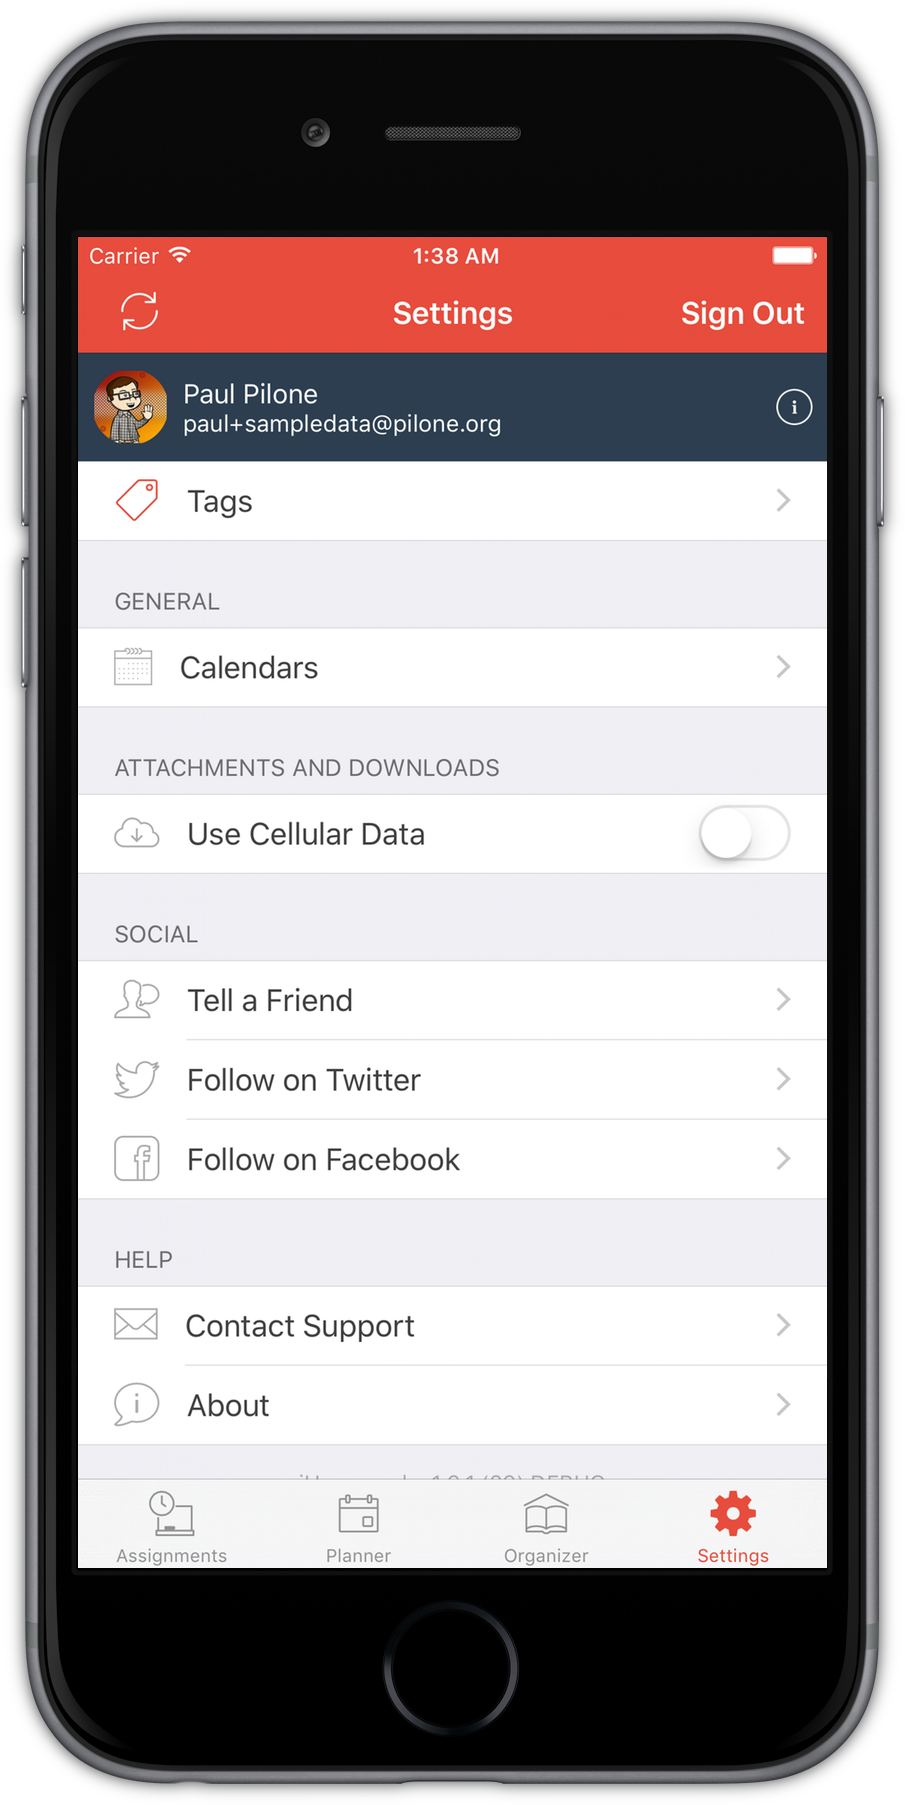 Carrier 1:38 AM
Settings Sign Out
Paul Pilone
paul+sampledata@pilone.org
Tags
GENERAL
Calendars
ATTACHMENTS AND DOWNLOADS
Use Cellular Data
SOCIAL
Tell a Friend
Follow on Twitter
Follow on Facebook
HELP
Contact Support
About
Assignments Planner Organizer Settings